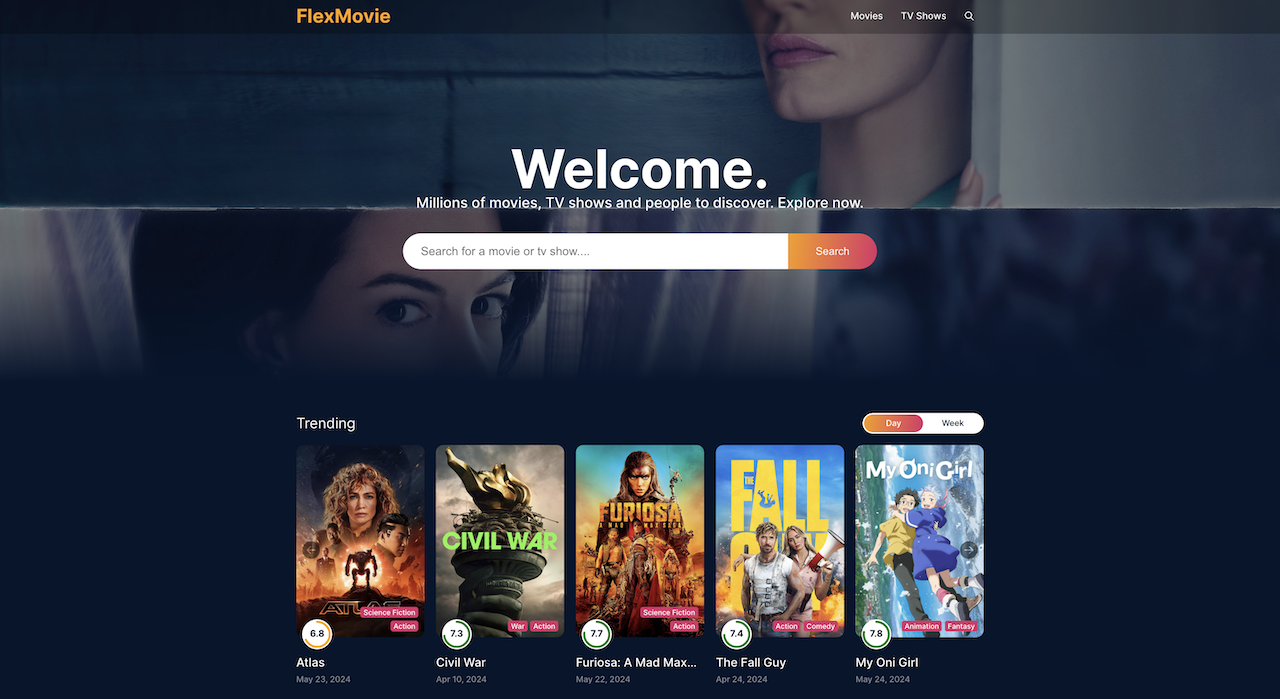 FlexMovie
Movies TV Shows
Welcome.
Millions of movies, TV shows and people to discover. Explore now.
Search for a movie or tv show.... Search
Trending
Day Week
ATLAS
Science Fiction
Action
6.8
Atlas
May 23, 2024
CIVIL WAR
War Action
7.3
Civil War
Apr 10, 2024
FURIOSA
A MAD MAX SAGA
Science Fiction
Action
7.7
Furiosa: A Mad Max...
May 22, 2024
THE
FALL
GUY
Action Comedy
7.4
The Fall Guy
Apr 24, 2024
My Oni Girl
Animation Fantasy
7.8
My Oni Girl
May 24, 2024